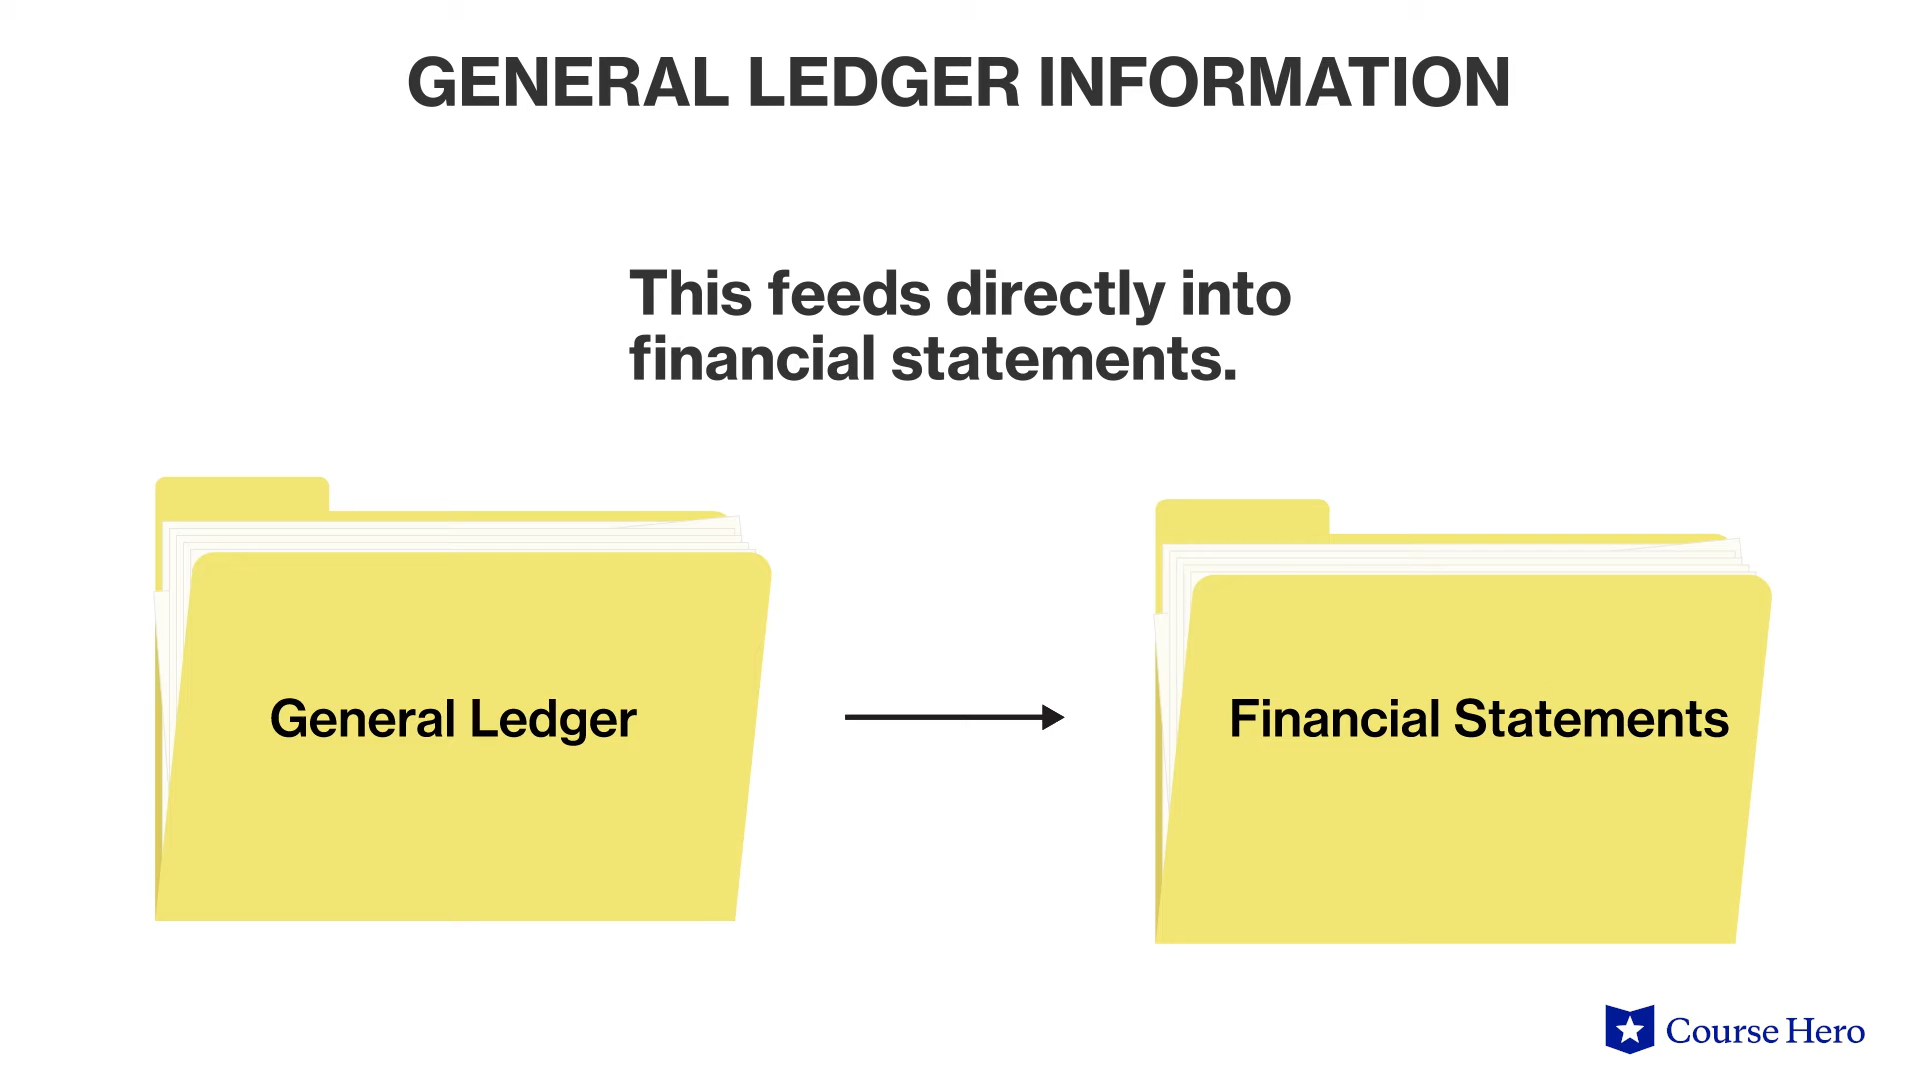 GENERAL LEDGER INFORMATION
This feeds directly into
financial statements.
General Ledger
Financial Statements
Course Hero